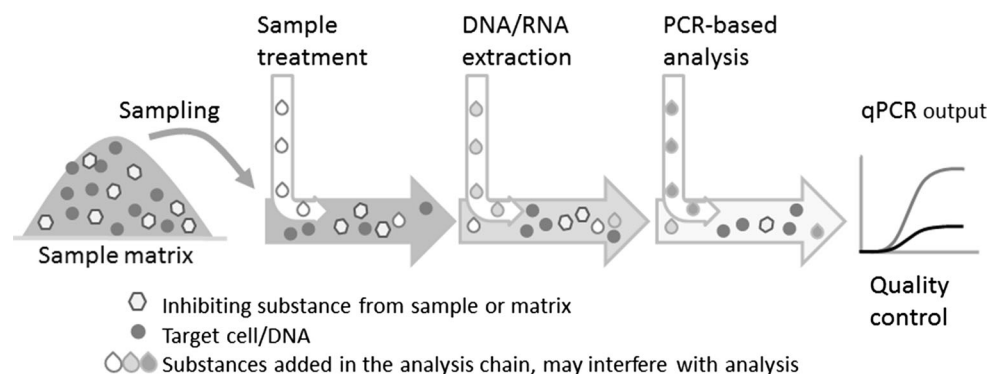 Sample
treatment
DNA/RNA
extraction
PCR-based
analysis
Sampling
qPCR output
Sample matrix
Quality
control
Inhibiting substance from sample or matrix
Target cell/DNA
Substances added in the analysis chain, may interfere with analysis